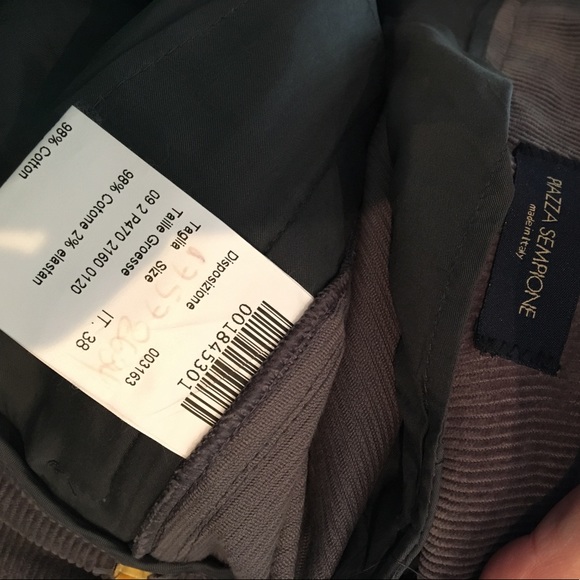 Disposizione
001845301
Taglia
Taille Groesse
Size
003163
09 2 P470 2160 0120
IT: 38
98% Cotone 2% elastan
98% Cotton
PIAZZA SEMPIONE
made in Italy